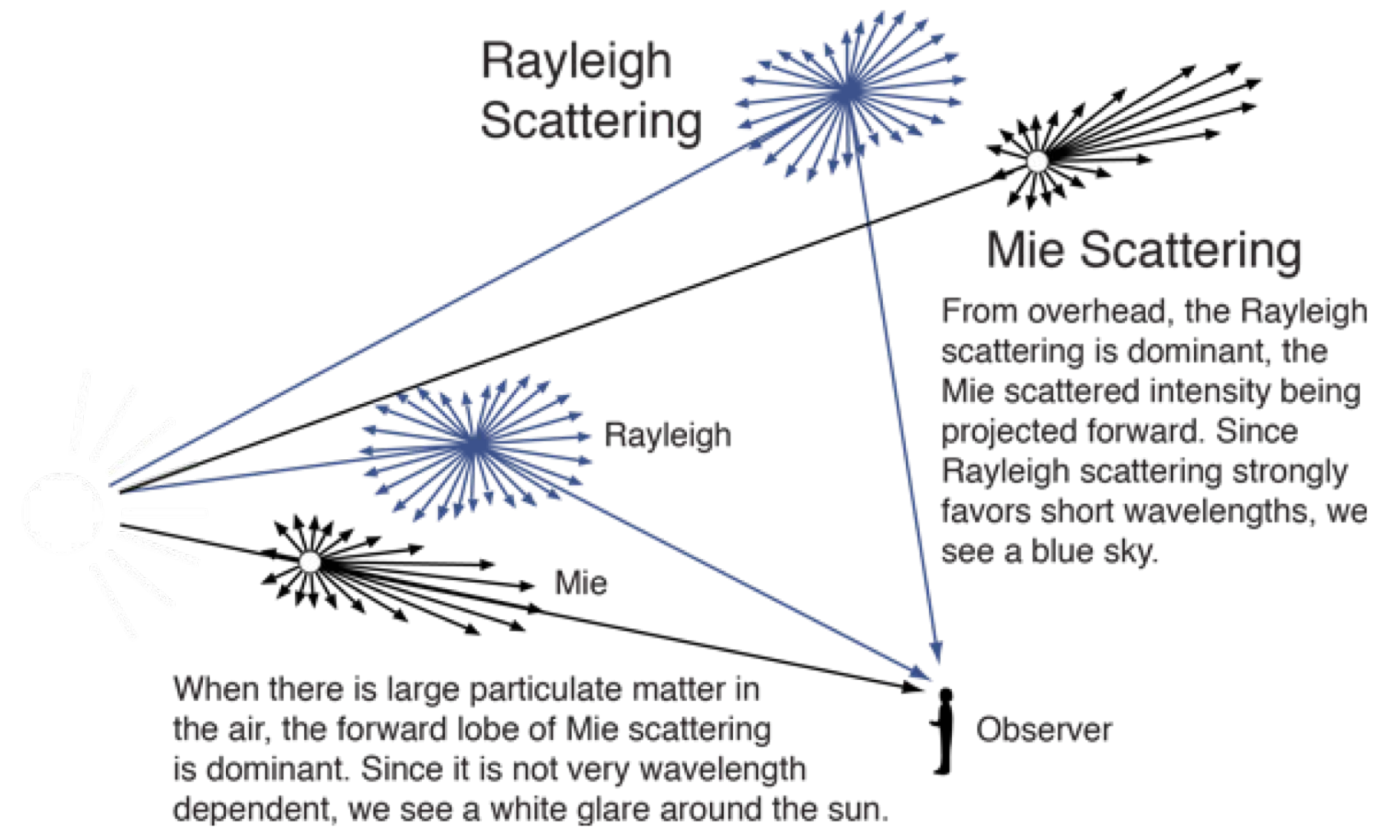 Rayleigh
Scattering
Mie Scattering
From overhead, the Rayleigh
scattering is dominant, the
Mie scattered intensity being
projected forward. Since
Rayleigh scattering strongly
favors short wavelengths, we
see a blue sky.
Rayleigh
Mie
Observer
When there is large particulate matter in
the air, the forward lobe of Mie scattering
is dominant. Since it is not very wavelength
dependent, we see a white glare around the sun.